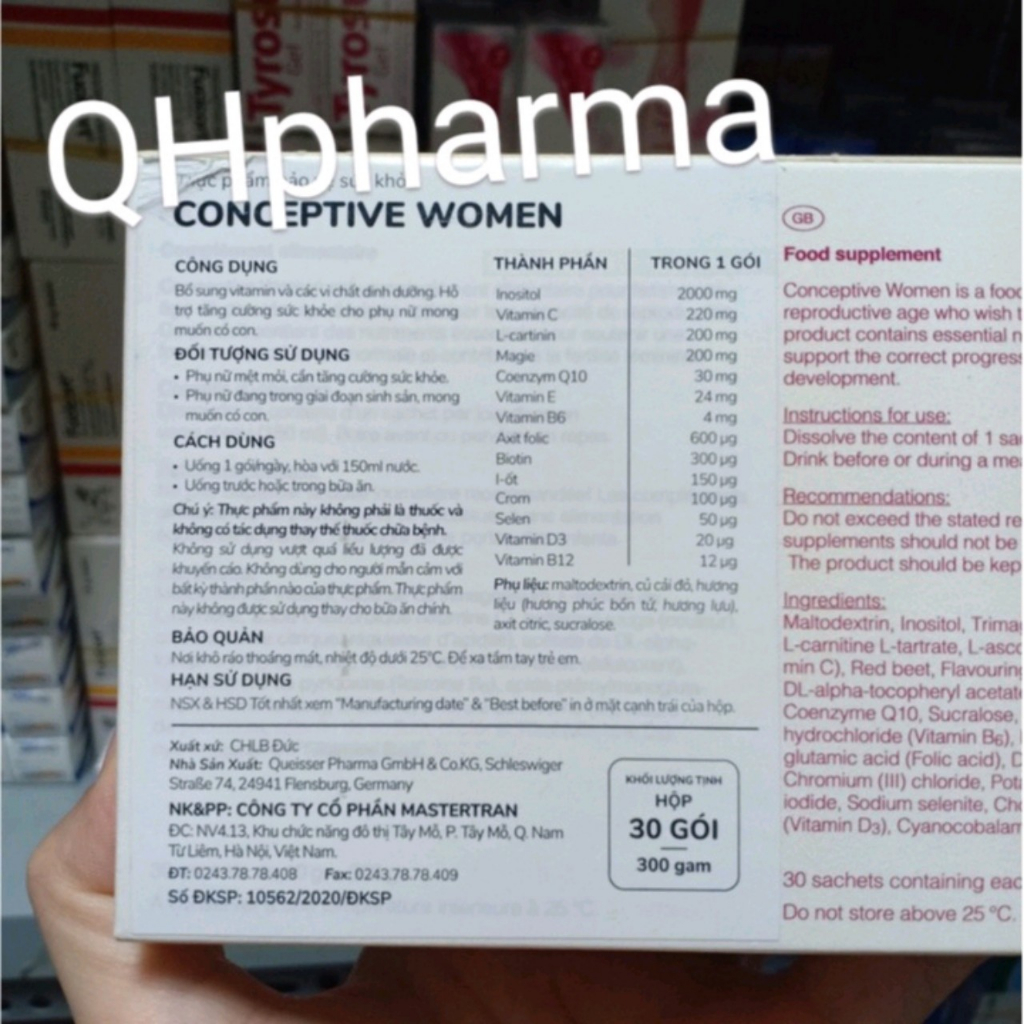 QHpharma
Tyros
Gel
Tyros
Gel
CONCEPTIVE WOMEN
CÔNG DỤNG
Bổ sung vitamin và các vi chất dinh dưỡng. Hỗ
trợ tăng cường sức khỏe cho phụ nữ mong
muốn có con.
ĐỐI TƯỢNG SỬ DỤNG
• Phụ nữ mệt mỏi, cần tăng cường sức khỏe.
• Phụ nữ đang trong giai đoạn sinh sản, mong
muốn có con.
CÁCH DÙNG
• Uống 1 gói/ngày, hòa với 150ml nước.
• Uống trước hoặc trong bữa ăn.
Chú ý: Thực phẩm này không phải là thuốc và
không có tác dụng thay thế thuốc chữa bệnh.
Không sử dụng vượt quá liều lượng đã được
khuyến cáo. Không dùng cho người mẫn cảm với
bất kỳ thành phần nào của thực phẩm. Thực phẩm
này không được sử dụng thay cho bữa ăn chính.
THÀNH PHẦN TRONG 1 GÓI
Inositol 2000 mg
Vitamin C 220 mg
L-cartinin 200 mg
Magie 200 mg
Coenzym Q10 30 mg
Vitamin E 24 mg
Vitamin B6 4 mg
Axit folic 600 µg
Biotin 300 µg
I-ốt 150 µg
Crom 100 µg
Selen 50 µg
Vitamin D3 20 µg
Vitamin B12 12 µg
Phụ liệu: maltodextrin, củ cải đỏ, hương
liệu (hương phúc bồn tử, hương lựu),
axit citric, sucralose.
BẢO QUẢN
Nơi khô ráo thoáng mát, nhiệt độ dưới 25°C. Để xa tầm tay trẻ em.
HẠN SỬ DỤNG
NSX & HSD Tốt nhất xem "Manufacturing date" & "Best before" in ở mặt cạnh trái của hộp.
Xuất xứ: CHLB Đức
Nhà Sản Xuất: Queisser Pharma GmbH & Co.KG, Schleswiger
Straße 74, 24941 Flensburg, Germany
NK&PP: CÔNG TY CỔ PHẦN MASTERTRAN
ĐC: NV4.13, Khu chức năng đô thị Tây Mỗ, P. Tây Mỗ, Q. Nam
Từ Liêm, Hà Nội, Việt Nam.
ĐT: 0243.78.78.408 Fax: 0243.78.78.409
Số ĐKSP: 10562/2020/ĐKSP
KHỐI LƯỢNG TỊNH
HỘP
30 GÓI
300 gam
GB
Food supplement
Conceptive Women is a food
reproductive age who wish t
product contains essential n
support the correct progress
development.
Instructions for use:
Dissolve the content of 1 sa
Drink before or during a me
Recommendations:
Do not exceed the stated re
supplements should not be
The product should be kep
Ingredients:
Maltodextrin, Inositol, Trima
L-carnitine L-tartrate, L-asco
min C), Red beet, Flavouring
DL-alpha-tocopheryl acetate
Coenzyme Q10, Sucralose,
hydrochloride (Vitamin B6),
glutamic acid (Folic acid), D
Chromium (III) chloride, Pota
iodide, Sodium selenite, Cho
(Vitamin D3), Cyanocobalam
30 sachets containing eac
Do not store above 25 °C.